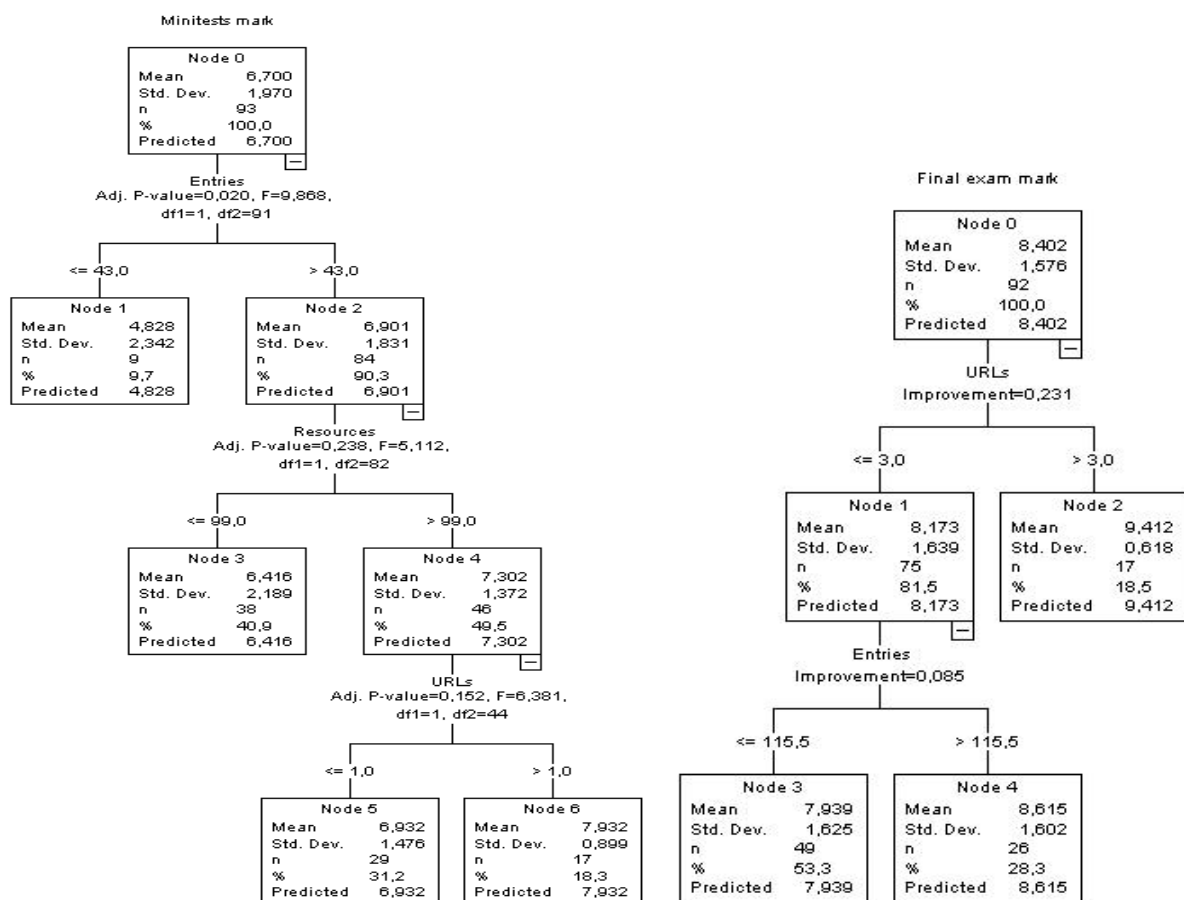 Minitests mark
Node 0
Mean 6,700
Std. Dev. 1,970
n 93
% 100,0
Predicted 6,700
Entries
Adj. P-value=0,020, F=9,868,
df1=1, df2=91
<= 43,0
> 43,0
Node 1
Mean 4,828
Std. Dev. 2,342
n 9
% 9,7
Predicted 4,828
Node 2
Mean 6,901
Std. Dev. 1,831
n 84
% 90,3
Predicted 6,901
Resources
Adj. P-value=0,238, F=5,112,
df1=1, df2=82
<= 99,0
> 99,0
Node 3
Mean 6,416
Std. Dev. 2,189
n 38
% 40,9
Predicted 6,416
Node 4
Mean 7,302
Std. Dev. 1,372
n 46
% 49,5
Predicted 7,302
URLs
Adj. P-value=0,152, F=6,381,
df1=1, df2=44
<= 1,0
> 1,0
Node 5
Mean 6,932
Std. Dev. 1,476
n 29
% 31,2
Predicted 6,932
Node 6
Mean 7,932
Std. Dev. 0,899
n 17
% 18,3
Predicted 7,932
Final exam mark
Node 0
Mean 8,402
Std. Dev. 1,576
n 92
% 100,0
Predicted 8,402
URLs
Improvement=0,231
<= 3,0
> 3,0
Node 1
Mean 8,173
Std. Dev. 1,639
n 75
% 81,5
Predicted 8,173
Node 2
Mean 9,412
Std. Dev. 0,618
n 17
% 18,5
Predicted 9,412
Entries
Improvement=0,085
<= 115,5
> 115,5
Node 3
Mean 7,939
Std. Dev. 1,625
n 49
% 53,3
Predicted 7,939
Node 4
Mean 8,615
Std. Dev. 1,602
n 26
% 28,3
Predicted 8,615